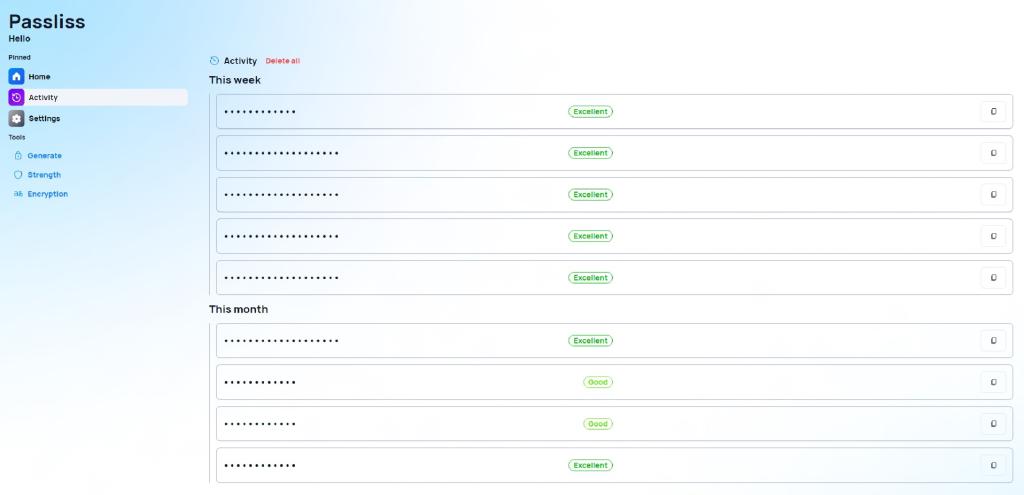 Passliss
Hello
Pinned
Home
Activity
Settings
Tools
Generate
Strength
Encryption
Activity Delete all
This week
•••••••••••• Excellent
••••••••••••••••••• Excellent
••••••••••••••••••• Excellent
••••••••••••••••••• Excellent
••••••••••••••••••• Excellent
This month
••••••••••••••••••• Excellent
•••••••••••• Good
•••••••••••• Good
•••••••••••• Excellent